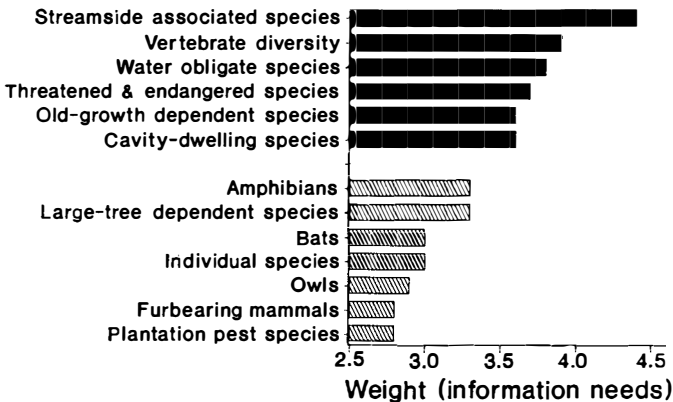 Streamside associated species
Vertebrate diversity
Water obligate species
Threatened & endangered species
Old-growth dependent species
Cavity-dwelling species
Amphibians
Large-tree dependent species
Bats
Individual species
Owls
Furbearing mammals
Plantation pest species
2.5 3.0 3.5 4.0 4.5
Weight (information needs)